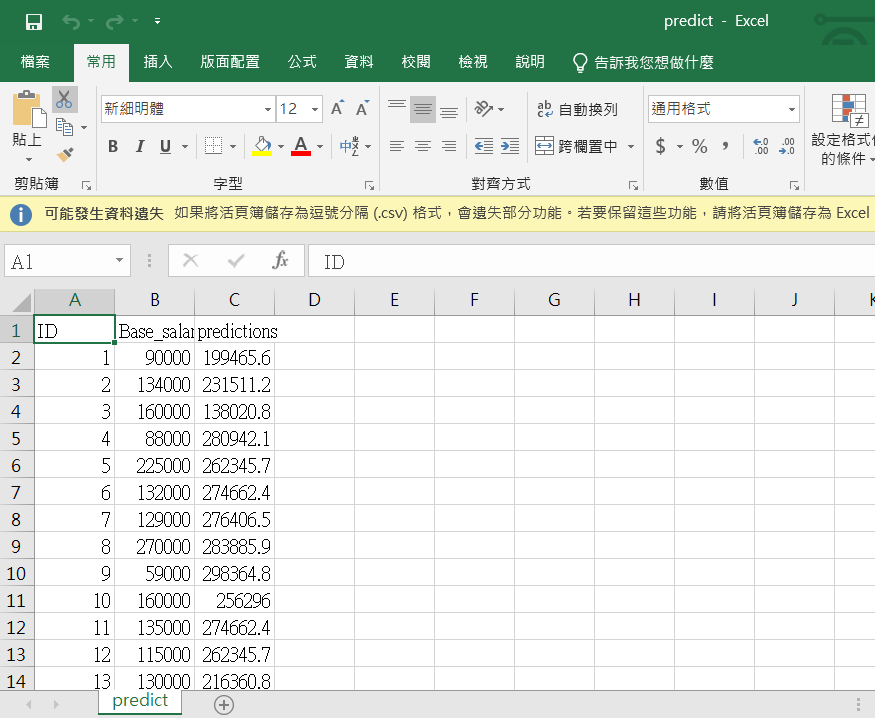 predict - Excel
檔案 常用 插入 版面配置 公式 資料 校閱 檢視 說明 告訴我您想做什麼
新細明體 12 自動換列 通用格式
貼上 B I U A 中 跨欄置中 $ % , .00 .0 設定格式化
的條件
剪貼簿 字型 對齊方式 數值
可能發生資料遺失 如果將活頁簿儲存為逗號分隔 (.csv) 格式，會遺失部分功能。若要保留這些功能，請將活頁簿儲存為 Excel
A1 fx ID
A B C D E F G H I J K
1 ID Base_salar predictions
2 1 90000 199465.6
3 2 134000 231511.2
4 3 160000 138020.8
5 4 88000 280942.1
6 5 225000 262345.7
7 6 132000 274662.4
8 7 129000 276406.5
9 8 270000 283885.9
10 9 59000 298364.8
11 10 160000 256296
12 11 135000 274662.4
13 12 115000 262345.7
14 13 130000 216360.8
predict